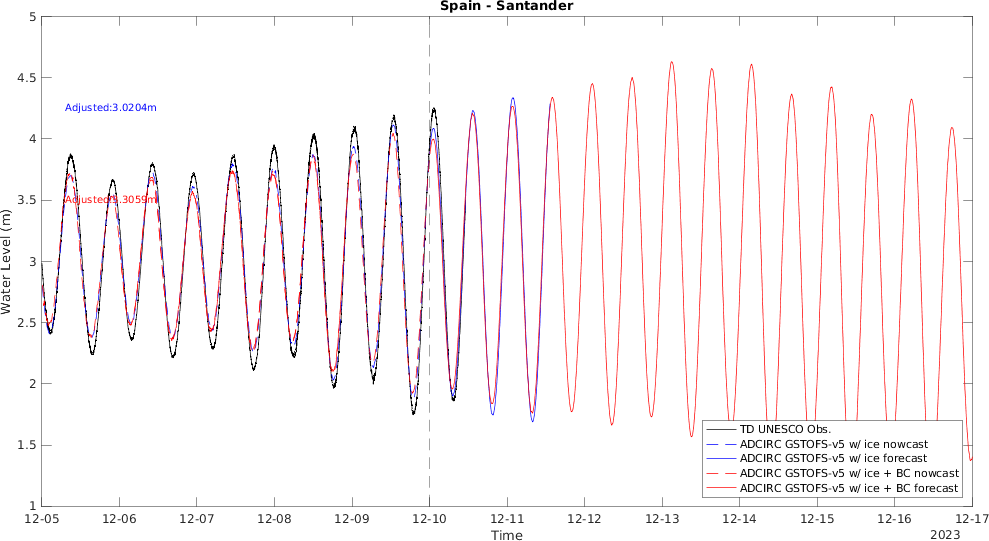 Spain - Santander
5
4.5
4
3.5
3
2.5
2
1.5
1
Water Level (m)
Adjusted:3.0204m
Adjusted:3.3059m
TD UNESCO Obs.
ADCIRC GSTOFS-v5 w/ ice nowcast
ADCIRC GSTOFS-v5 w/ ice forecast
ADCIRC GSTOFS-v5 w/ ice + BC nowcast
ADCIRC GSTOFS-v5 w/ ice + BC forecast
12-05 12-06 12-07 12-08 12-09 12-10 12-11 12-12 12-13 12-14 12-15 12-16 12-17
Time
2023